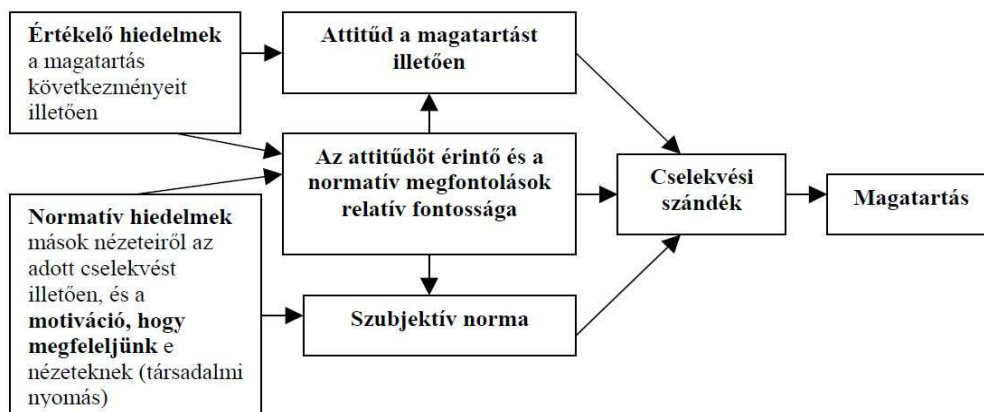 Értékelő hiedelmek
a magatartás
következményeit
illetően
Attitűd a magatartást
illetően
Az attitűdöt érintő és a
normatív megfontolások
relatív fontossága
Normatív hiedelmek
mások nézeteiről az
adott cselekvést
illetően, és a
motiváció, hogy
megfeleljünk e
nézeteknek (társadalmi
nyomás)
Szubjektív norma
Cselekvési
szándék
Magatartás